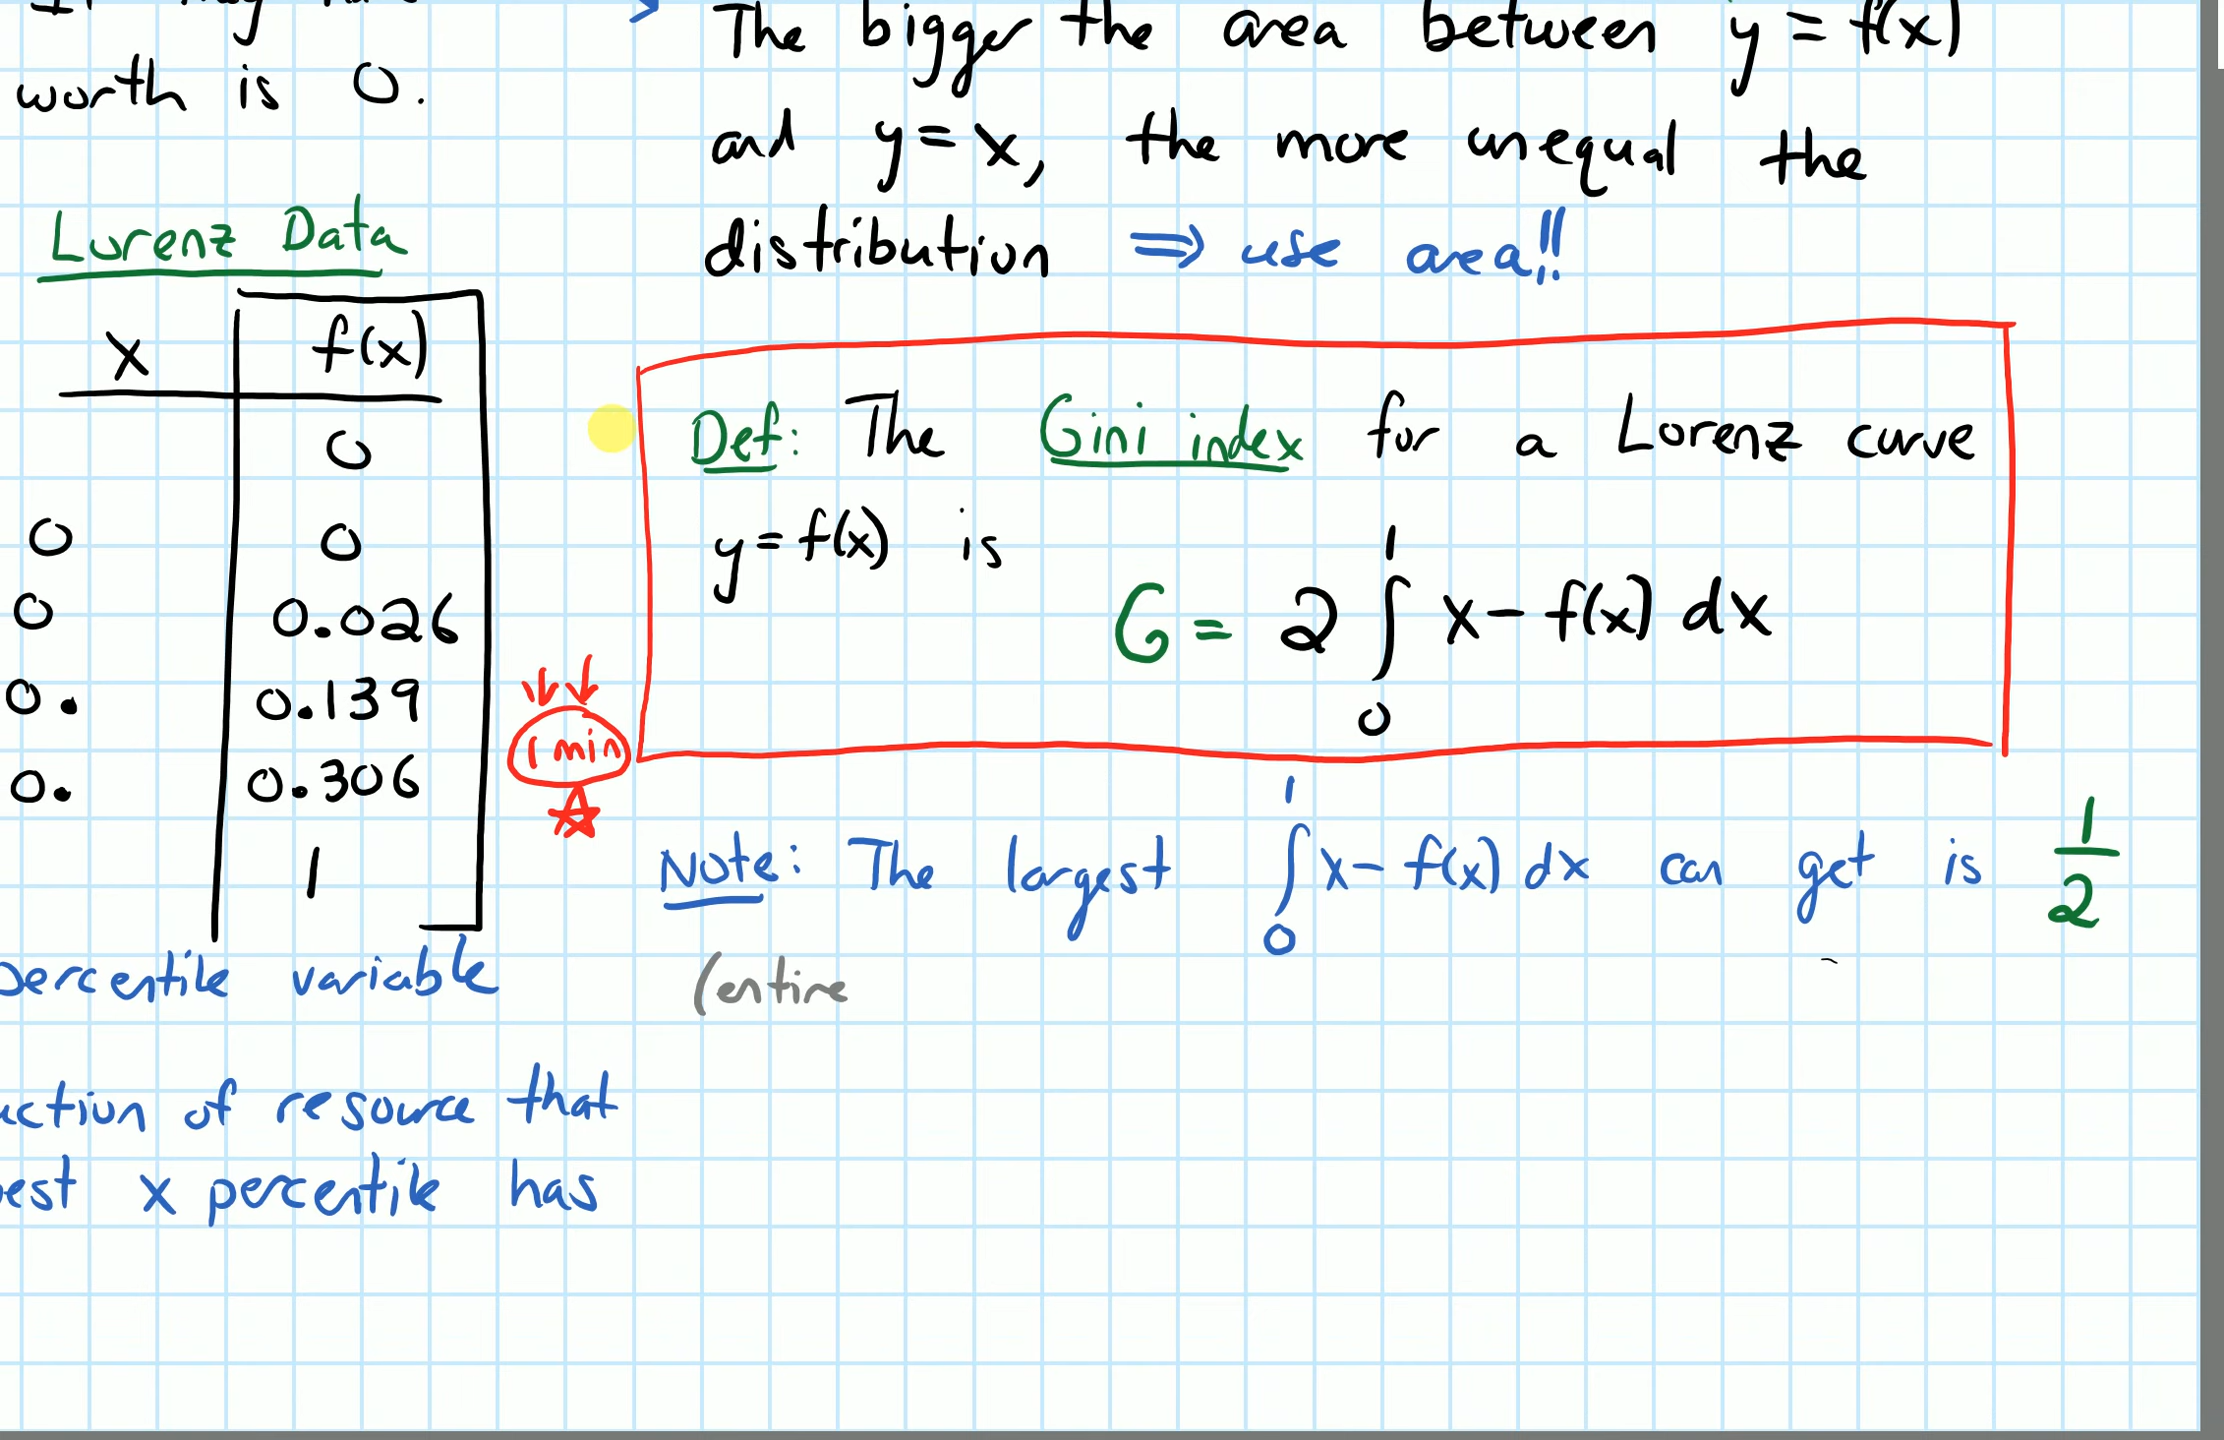 worth is 0.
Lorenz Data
x f(x)
0
0 0
0 0.026
0. 0.139
0. 0.306
1
percentile variable
of resource that
x percentile has
The bigger the area between y = f(x)
and y = x, the more unequal the
distribution ⇒ use area!!
Def: The Gini index for a Lorenz curve
y = f(x) is
G = 2 ∫₀¹ x - f(x) dx
1 min
Note: The largest ∫₀¹ x - f(x) dx can get is 1/2
(entire